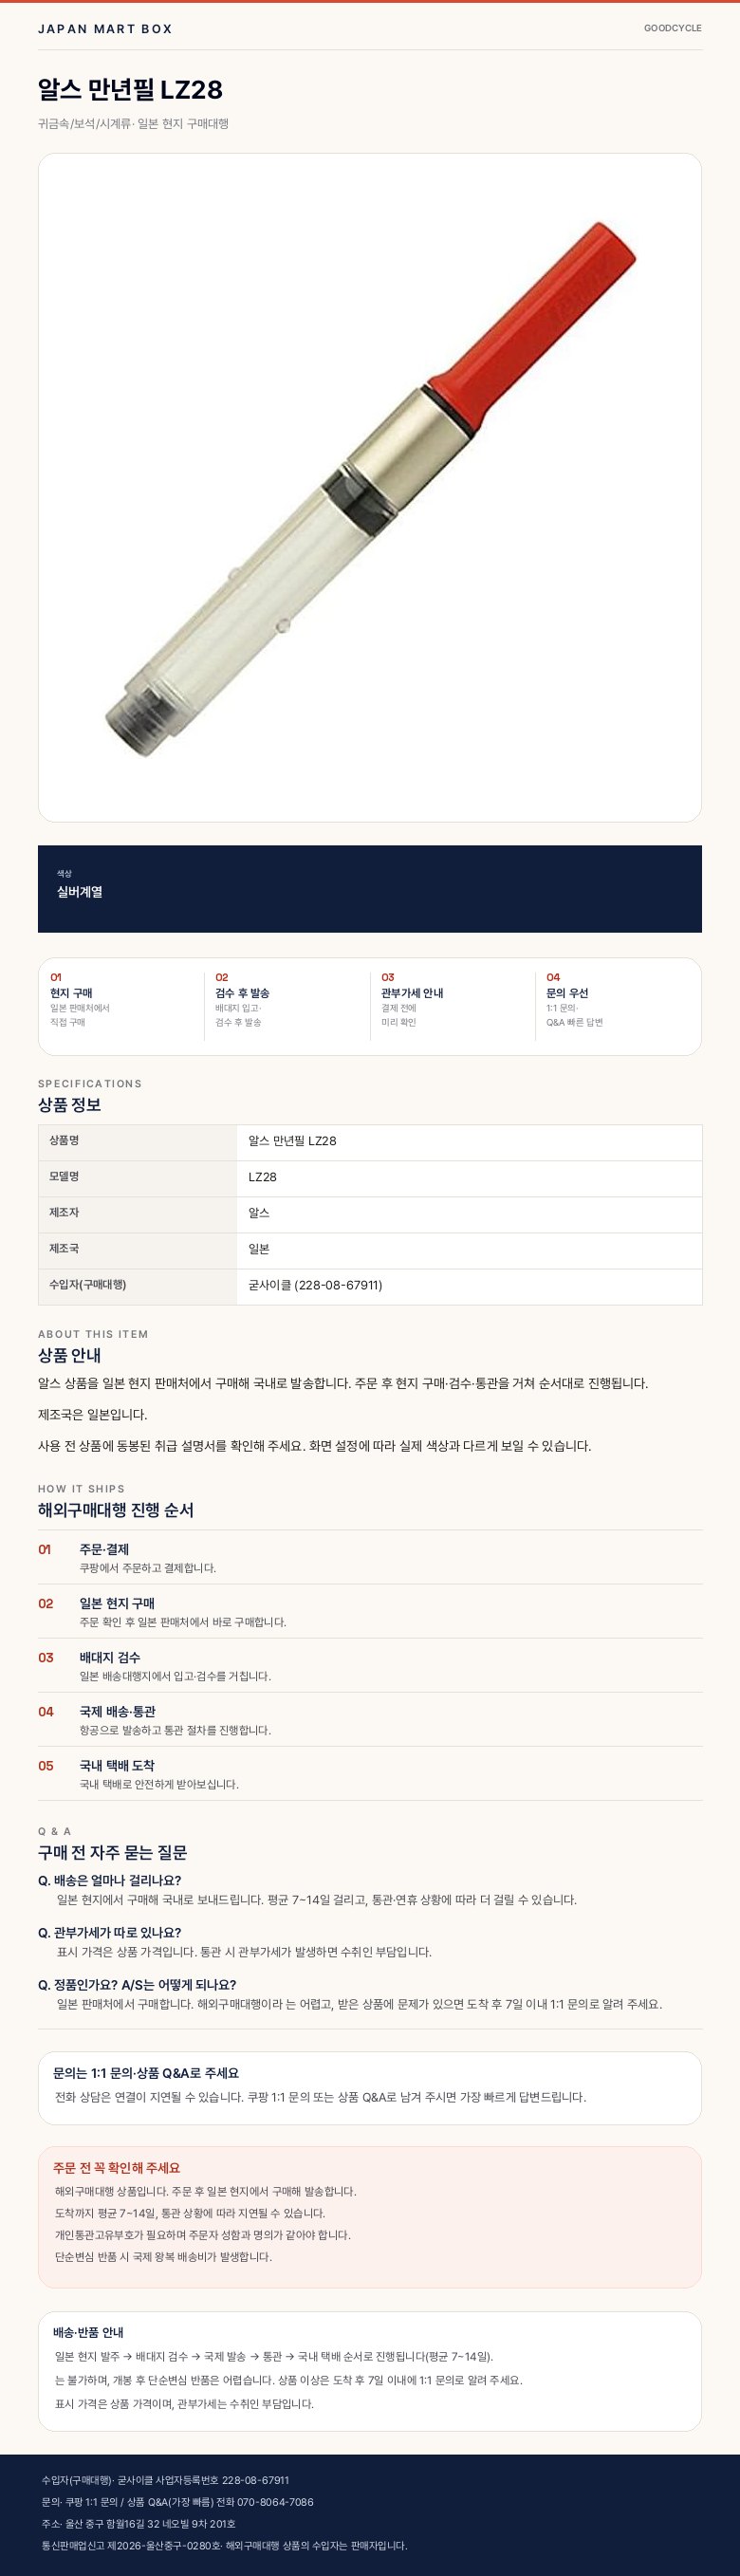 JAPAN MART BOX
GOODCYCLE
알스 만년필 LZ28
귀금속/보석/시계류· 일본 현지 구매대행
색상
실버계열
01
현지 구매
일본 판매처에서
직접 구매
02
검수 후 발송
배대지 입고·
검수 후 발송
03
관부가세 안내
결제 전에
미리 확인
04
문의 우선
1:1 문의·
Q&A 빠른 답변
SPECIFICATIONS
상품 정보
상품명 알스 만년필 LZ28
모델명 LZ28
제조자 알스
제조국 일본
수입자(구매대행) 굳사이클 (228-08-67911)
ABOUT THIS ITEM
상품 안내
알스 상품을 일본 현지 판매처에서 구매해 국내로 발송합니다. 주문 후 현지 구매·검수·통관을 거쳐 순서대로 진행됩니다.
제조국은 일본입니다.
사용 전 상품에 동봉된 취급 설명서를 확인해 주세요. 화면 설정에 따라 실제 색상과 다르게 보일 수 있습니다.
HOW IT SHIPS
해외구매대행 진행 순서
01 주문·결제
쿠팡에서 주문하고 결제합니다.
02 일본 현지 구매
주문 확인 후 일본 판매처에서 바로 구매합니다.
03 배대지 검수
일본 배송대행지에서 입고·검수를 거칩니다.
04 국제 배송·통관
항공으로 발송하고 통관 절차를 진행합니다.
05 국내 택배 도착
국내 택배로 안전하게 받아보십니다.
Q & A
구매 전 자주 묻는 질문
Q. 배송은 얼마나 걸리나요?
일본 현지에서 구매해 국내로 보내드립니다. 평균 7~14일 걸리고, 통관·연휴 상황에 따라 더 걸릴 수 있습니다.
Q. 관부가세가 따로 있나요?
표시 가격은 상품 가격입니다. 통관 시 관부가세가 발생하면 수취인 부담입니다.
Q. 정품인가요? A/S는 어떻게 되나요?
일본 판매처에서 구매합니다. 해외구매대행이라 는 어렵고, 받은 상품에 문제가 있으면 도착 후 7일 이내 1:1 문의로 알려 주세요.
문의는 1:1 문의·상품 Q&A로 주세요
전화 상담은 연결이 지연될 수 있습니다. 쿠팡 1:1 문의 또는 상품 Q&A로 남겨 주시면 가장 빠르게 답변드립니다.
주문 전 꼭 확인해 주세요
해외구매대행 상품입니다. 주문 후 일본 현지에서 구매해 발송합니다.
도착까지 평균 7~14일, 통관 상황에 따라 지연될 수 있습니다.
개인통관고유부호가 필요하며 주문자 성함과 명의가 같아야 합니다.
단순변심 반품 시 국제 왕복 배송비가 발생합니다.
배송·반품 안내
일본 현지 발주 → 배대지 검수 → 국제 발송 → 통관 → 국내 택배 순서로 진행됩니다(평균 7~14일).
는 불가하며, 개봉 후 단순변심 반품은 어렵습니다. 상품 이상은 도착 후 7일 이내에 1:1 문의로 알려 주세요.
표시 가격은 상품 가격이며, 관부가세는 수취인 부담입니다.
수입자(구매대행)· 굳사이클 사업자등록번호 228-08-67911
문의· 쿠팡 1:1 문의 / 상품 Q&A(가장 빠름) 전화 070-8064-7086
주소· 울산 중구 함월16길 32 네오빌 9차 201호
통신판매업신고 제2026-울산중구-0280호· 해외구매대행 상품의 수입자는 판매자입니다.